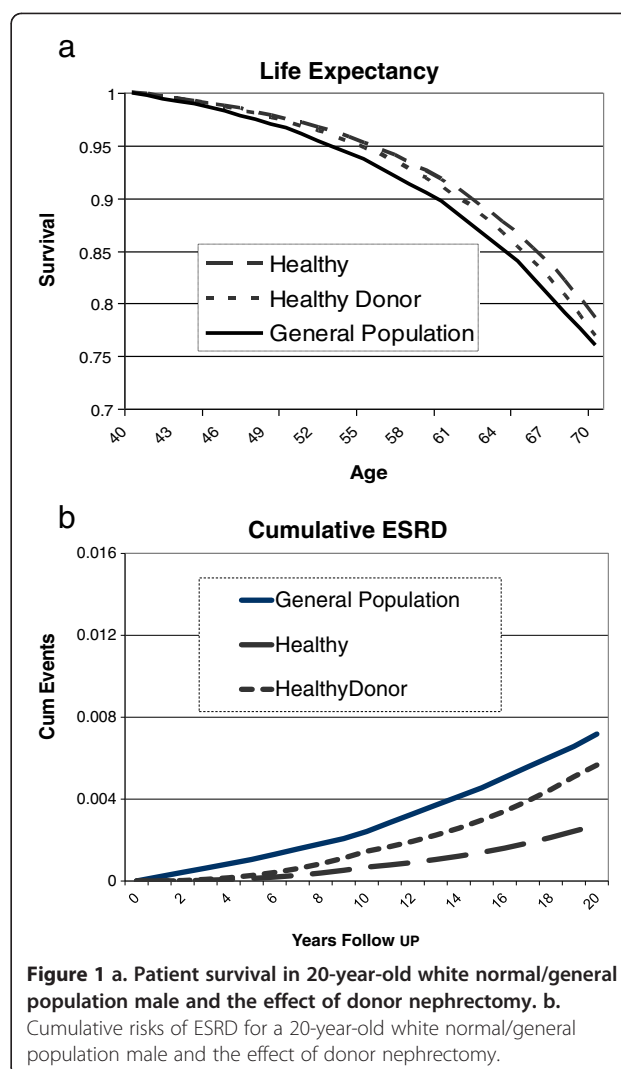 a
Life Expectancy
1
0.95
0.9
0.85
0.8
0.75
0.7
Survival
Healthy
Healthy Donor
General Population
40 43 46 49 52 55 58 61 64 67 70
Age
b
Cumulative ESRD
0.016
0.012
0.008
0.004
0
Cum Events
General Population
Healthy
HealthyDonor
0 2 4 6 8 10 12 14 16 18 20
Years Follow UP
Figure 1 a. Patient survival in 20-year-old white normal/general
population male and the effect of donor nephrectomy. b.
Cumulative risks of ESRD for a 20-year-old white normal/general
population male and the effect of donor nephrectomy.